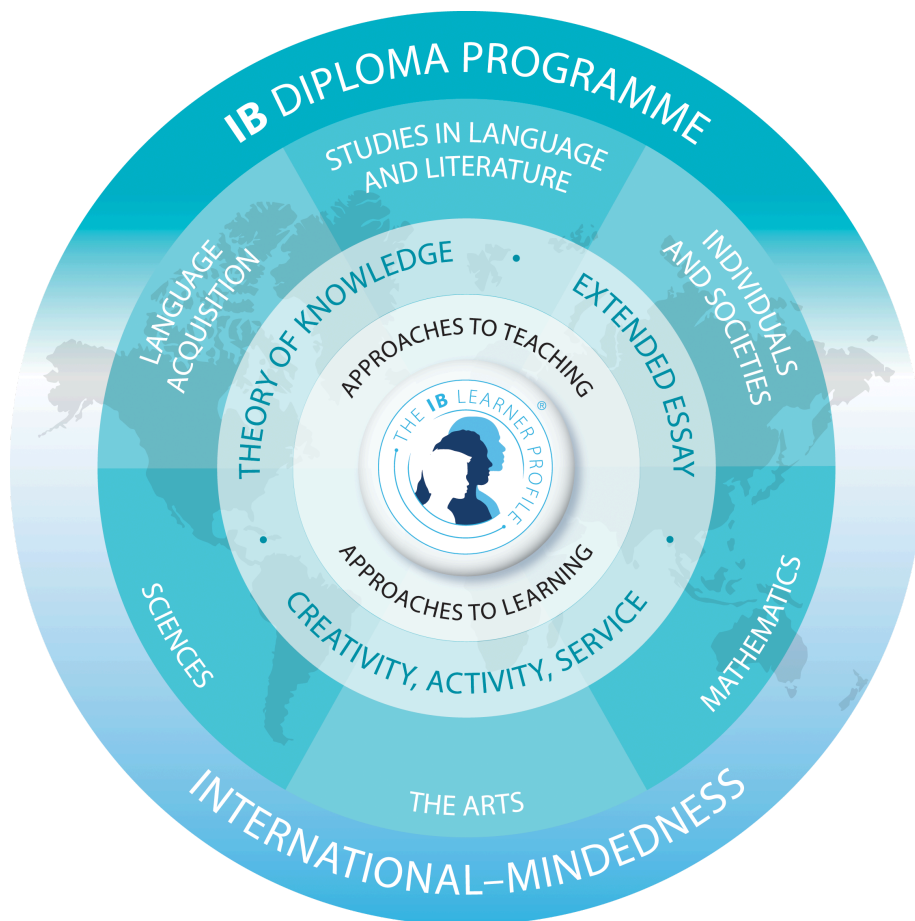 IB DIPLOMA PROGRAMME
STUDIES IN LANGUAGE
AND LITERATURE
LANGUAGE
ACQUISITION
INDIVIDUALS
AND SOCIETIES
THEORY OF KNOWLEDGE
•
EXTENDED ESSAY
•
APPROACHES TO TEACHING
THE IB LEARNER PROFILE
®
APPROACHES TO LEARNING
•
CREATIVITY, ACTIVITY, SERVICE
SCIENCES
MATHEMATICS
THE ARTS
INTERNATIONAL–MINDEDNESS